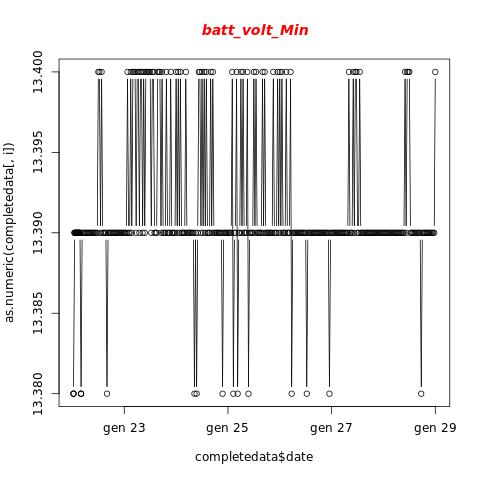 batt_volt_Min
as.numeric(completedata[, i])
13.400
13.395
13.390
13.385
13.380
gen 23 gen 25 gen 27 gen 29
completedata$date